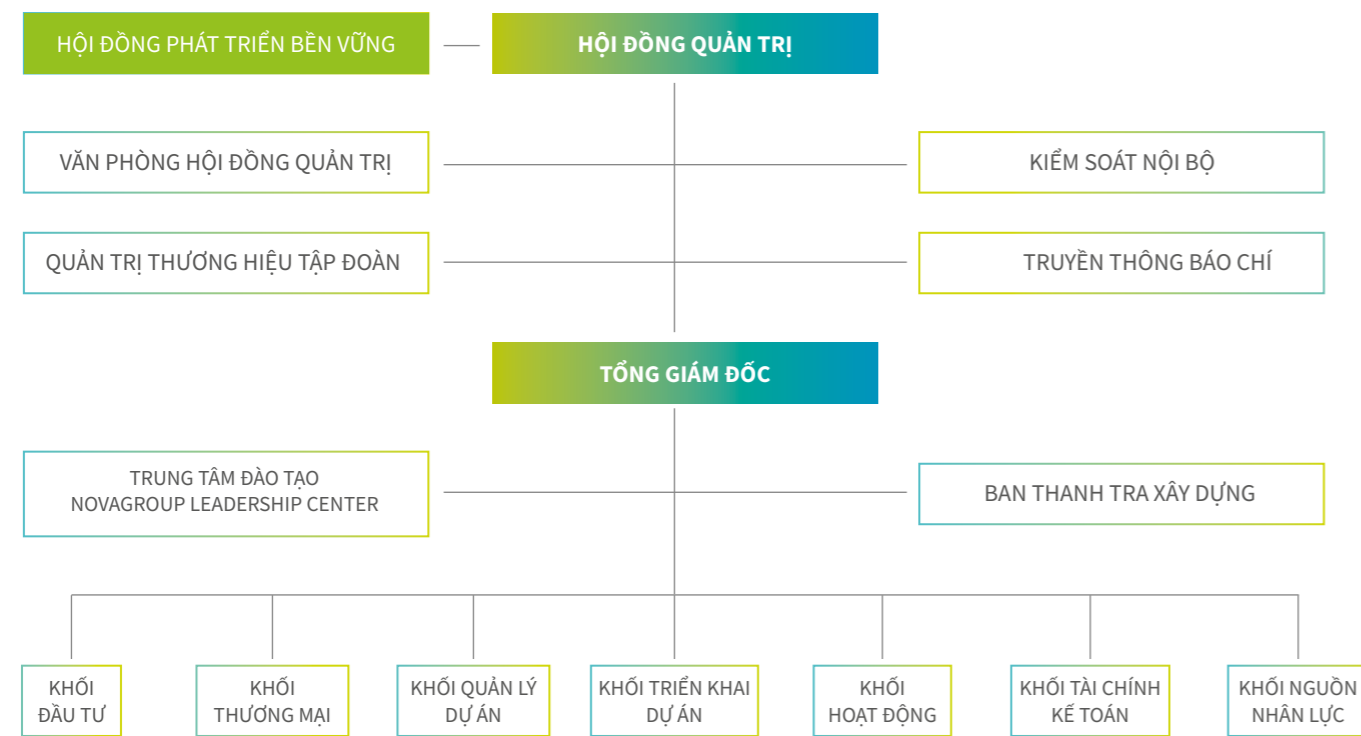 HỘI ĐỒNG PHÁT TRIỂN BỀN VỮNG
HỘI ĐỒNG QUẢN TRỊ
VĂN PHÒNG HỘI ĐỒNG QUẢN TRỊ
KIỂM SOÁT NỘI BỘ
QUẢN TRỊ THƯƠNG HIỆU TẬP ĐOÀN
TRUYỀN THÔNG BÁO CHÍ
TỔNG GIÁM ĐỐC
TRUNG TÂM ĐÀO TẠO
NOVAGROUP LEADERSHIP CENTER
BAN THANH TRA XÂY DỰNG
KHỐI
ĐẦU TƯ
KHỐI
THƯƠNG MẠI
KHỐI QUẢN LÝ
DỰ ÁN
KHỐI TRIỂN KHAI
DỰ ÁN
KHỐI
HOẠT ĐỘNG
KHỐI TÀI CHÍNH
KẾ TOÁN
KHỐI NGUỒN
NHÂN LỰC